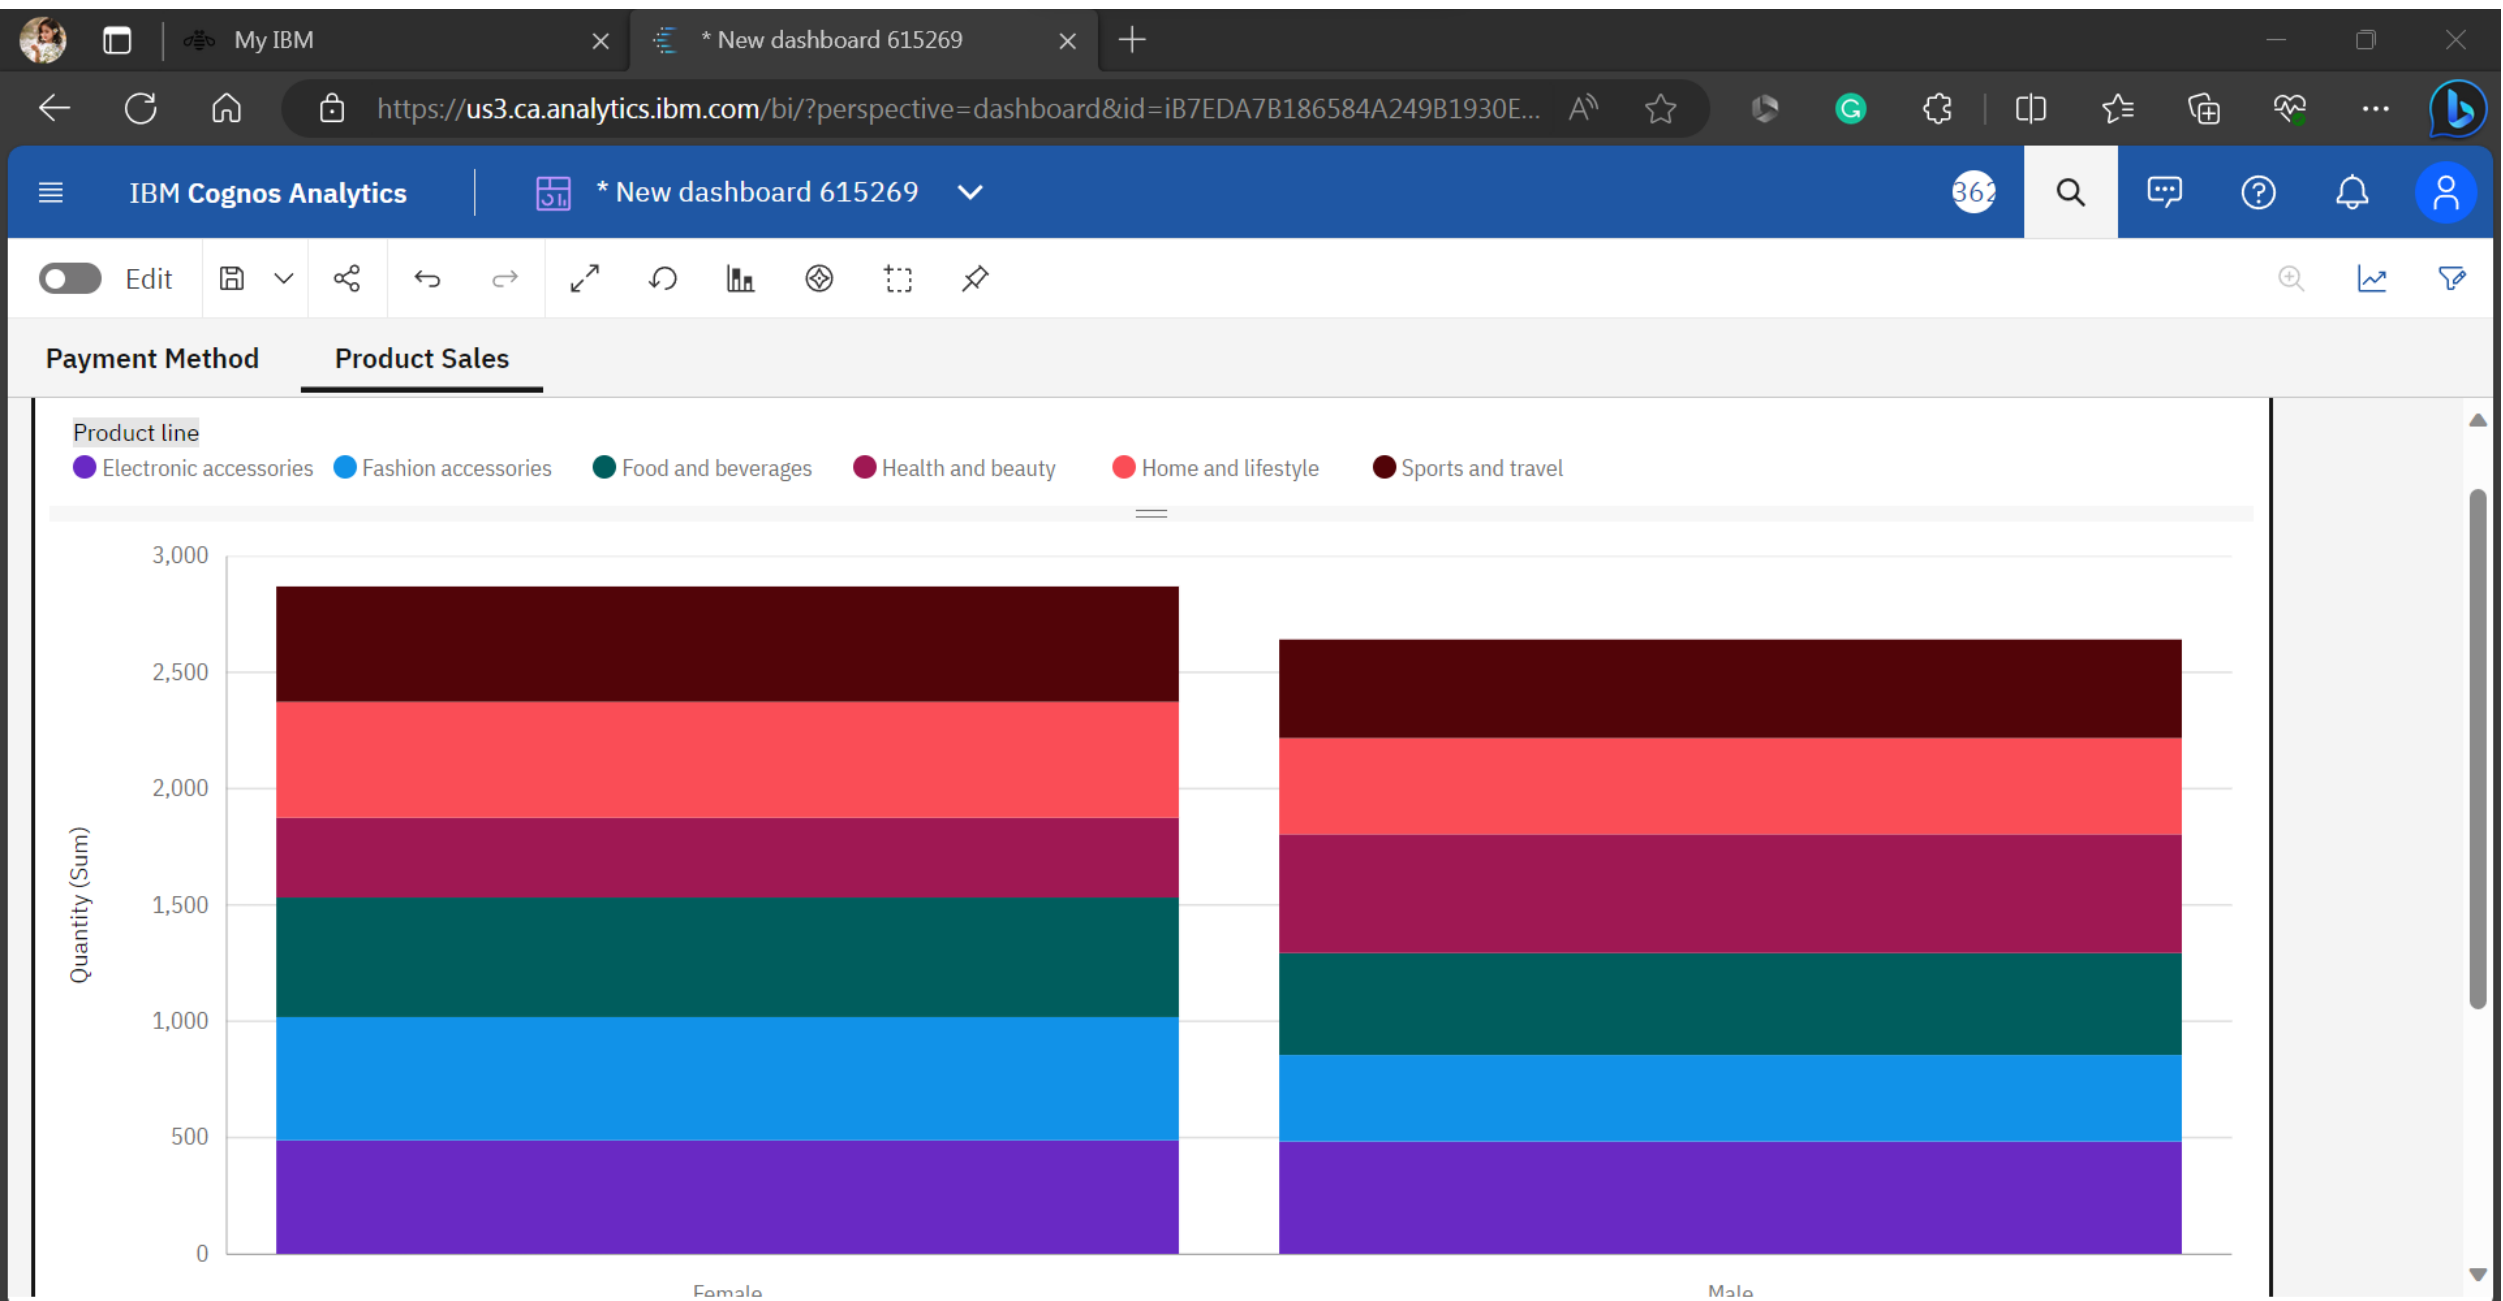 My IBM
* New dashboard 615269
https://us3.ca.analytics.ibm.com/bi/?perspective=dashboard&id=iB7EDA7B186584A249B1930E...
IBM Cognos Analytics
* New dashboard 615269
362
Edit
Payment Method
Product Sales
Product line
Electronic accessories
Fashion accessories
Food and beverages
Health and beauty
Home and lifestyle
Sports and travel
3,000
2,500
2,000
1,500
1,000
500
0
Quantity (Sum)
Female
Male